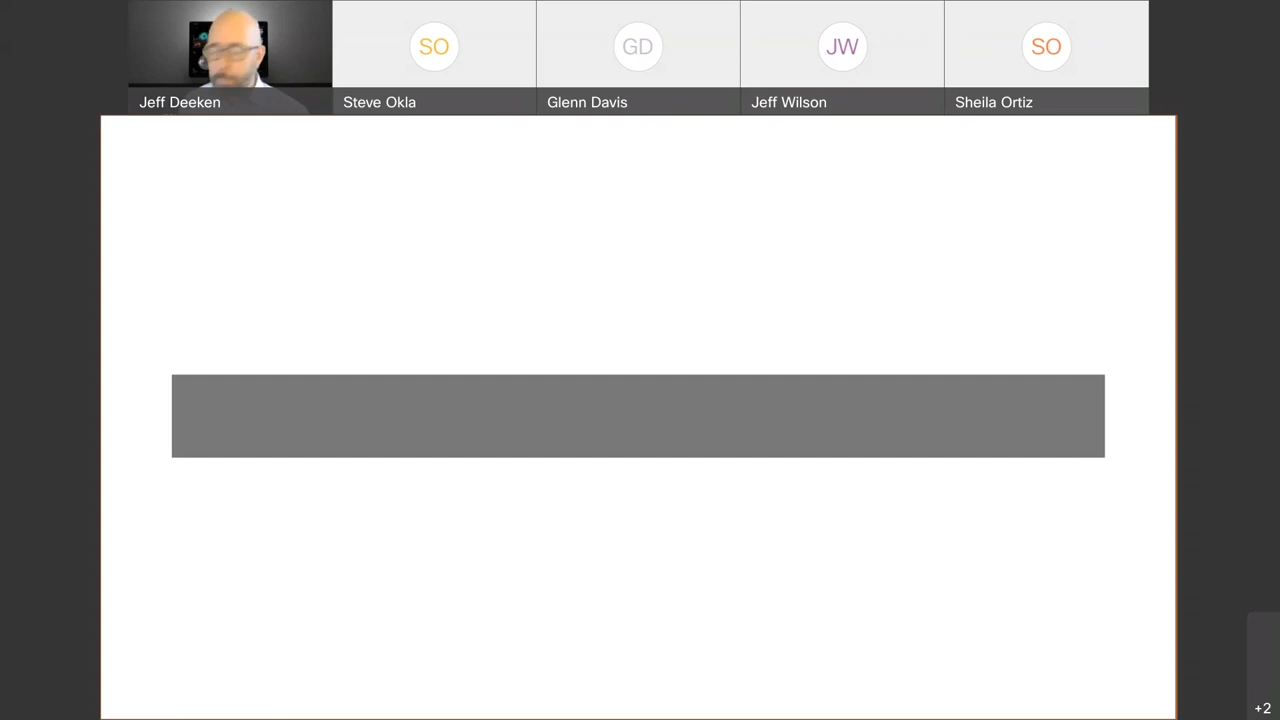 SO
GD
JW
SO
Jeff Deeken
Steve Okla
Glenn Davis
Jeff Wilson
Sheila Ortiz
+2